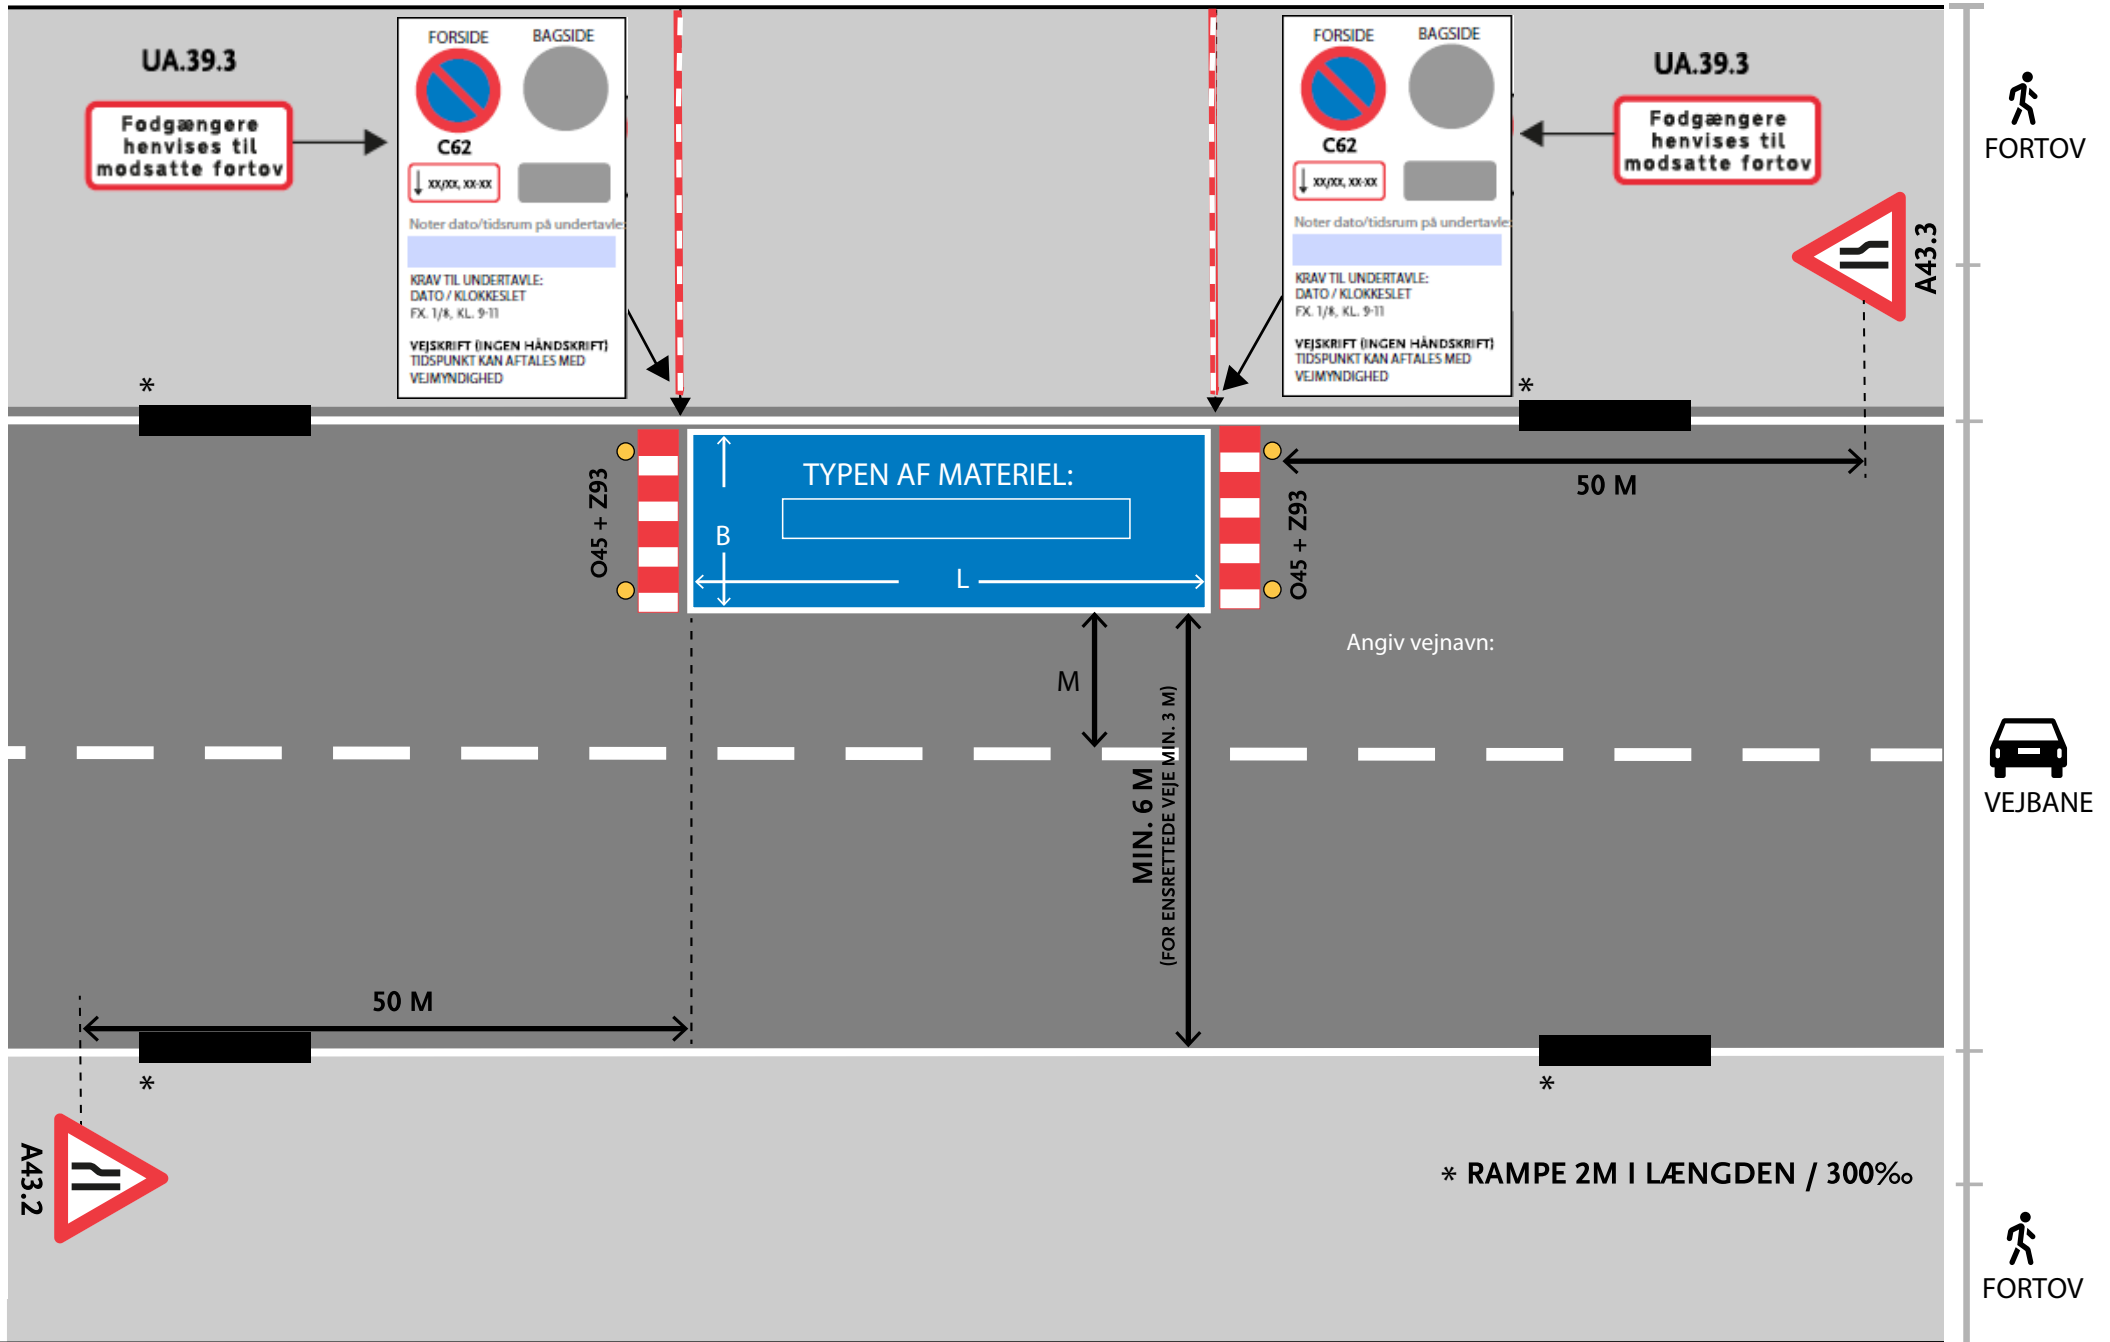 UA.39.3
Fodgængere
henvises til
modsatte fortov
FORSIDE BAGSIDE
C62
xx/xx, xx-xx
Noter dato/tidsrum på undertavle:
KRAV TIL UNDERTAVLE:
DATO / KLOKKESLET
FX. 1/8, KL. 9-11
VEJSKRIFT (INGEN HÅNDSKRIFT)
TIDSPUNKT KAN AFTALES MED
VEJMYNDIGHED
FORSIDE BAGSIDE
C62
xx/xx, xx-xx
Noter dato/tidsrum på undertavle:
KRAV TIL UNDERTAVLE:
DATO / KLOKKESLET
FX. 1/8, KL. 9-11
VEJSKRIFT (INGEN HÅNDSKRIFT)
TIDSPUNKT KAN AFTALES MED
VEJMYNDIGHED
UA.39.3
Fodgængere
henvises til
modsatte fortov
FORTOV
A43.3
*
*
O45 + Z93
TYPEN AF MATERIEL:
B
L
O45 + Z93
50 M
Angiv vejnavn:
M
MIN. 6 M
(FOR ENSRETTEDE VEJE MIN. 3 M)
VEJBANE
50 M
*
*
A43.2
* RAMPE 2M I LÆNGDEN / 300‰
FORTOV